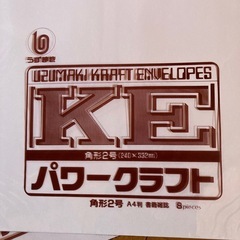 うずまき
UZUMAKI KRAFT ENVELOPES
KE
角形2号(240×332mm)
パワークラフト
角形2号 A4判 書類雑誌 8pieces